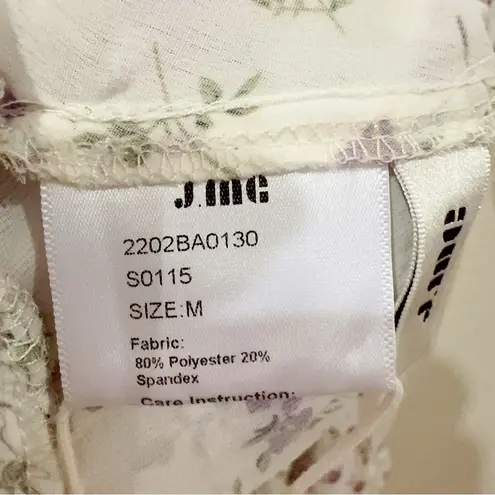 J.ING
2202BA0130
S0115
SIZE:M
Fabric:
80% Polyester 20%
Spandex
Care Instruction: